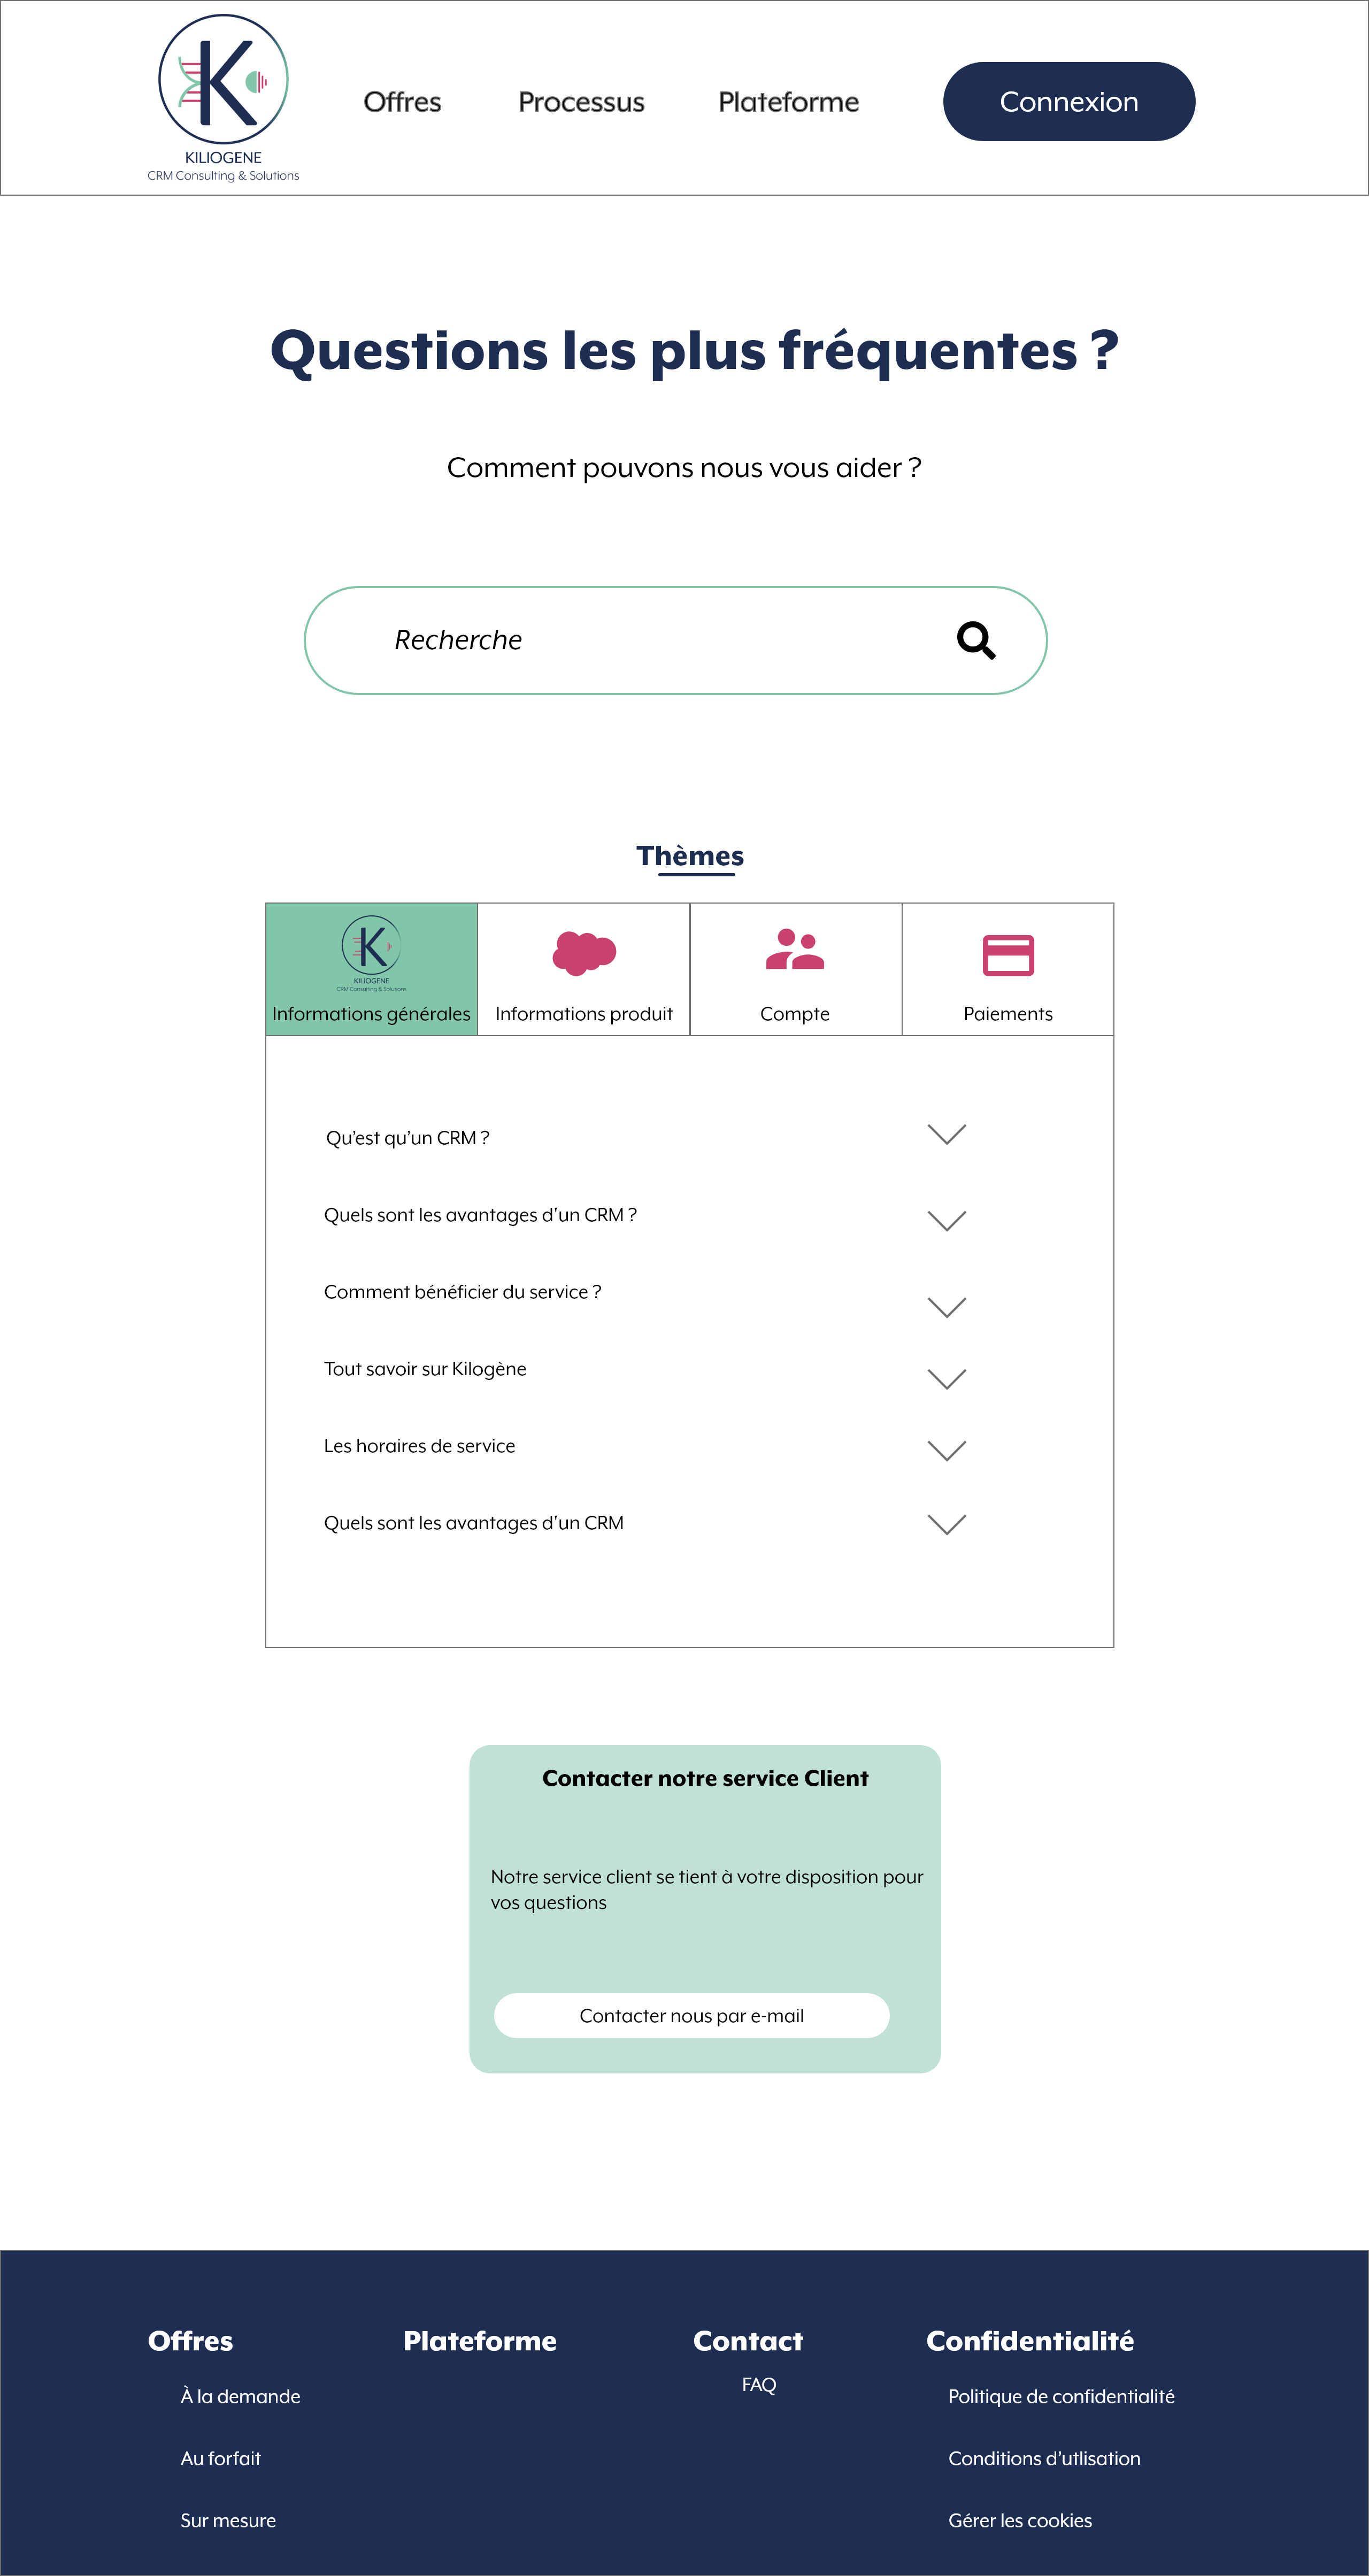 Offres
Processus
Plateforme
Connexion
KILIOGENE
CRM Consulting & Solutions
Questions les plus fréquentes ?
Comment pouvons nous vous aider ?
Recherche
Thèmes
KILIOGENE
CRM Consulting & Solutions
Informations générales
Informations produit
Compte
Paiements
Qu’est qu’un CRM ?
Quels sont les avantages d'un CRM ?
Comment bénéficier du service ?
Tout savoir sur Kilogène
Les horaires de service
Quels sont les avantages d'un CRM
Contacter notre service Client
Notre service client se tient à votre disposition pour
vos questions
Contacter nous par e-mail
Offres
À la demande
Au forfait
Sur mesure
Plateforme
Contact
FAQ
Confidentialité
Politique de confidentialité
Conditions d’utlisation
Gérer les cookies